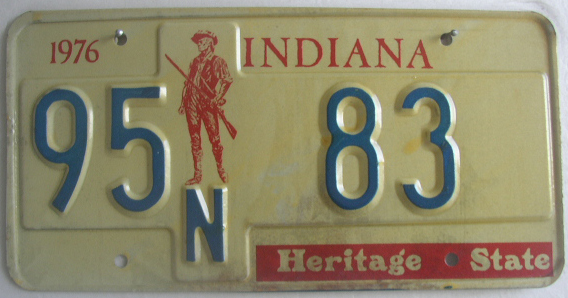 1976 INDIANA
95 N 83
Heritage State